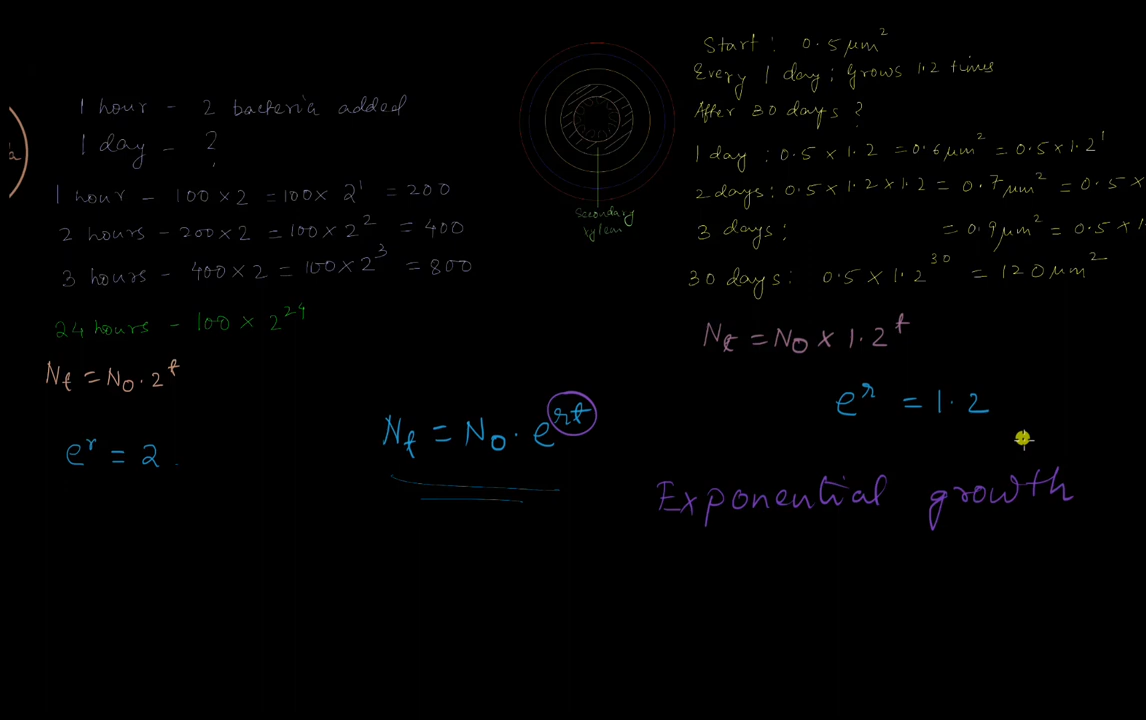 1 hour - 2 bacteria added
1 day - ?
1 hour - 100 × 2 = 100 × 2¹ = 200
2 hours - 200 × 2 = 100 × 2² = 400
3 hours - 400 × 2 = 100 × 2³ = 800
24 hours - 100 × 2²⁴
Nₜ = N₀ · 2ᵗ
eʳ = 2
Nₜ = N₀ · eʳᵗ
Secondary
xylem
Start : 0.5 μm²
Every 1 day ; Grows 1.2 times
After 30 days ?
1 day : 0.5 × 1.2 = 0.6 μm² = 0.5 × 1.2¹
2 days : 0.5 × 1.2 × 1.2 = 0.7 μm² = 0.5 ×
3 days ; = 0.9 μm² = 0.5 × 1.
30 days : 0.5 × 1.2³⁰ = 120 μm²
Nₜ = N₀ × 1.2ᵗ
eʳ = 1.2
Exponential growth